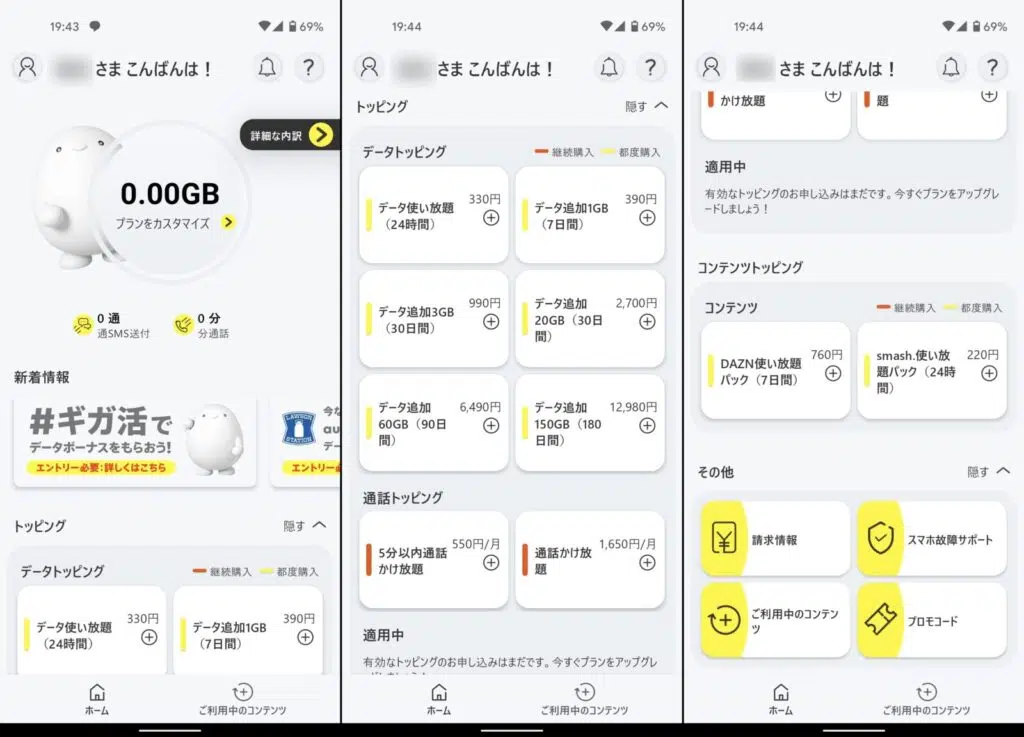 19:43
69%
さま こんばんは！
?
詳細な内訳
0.00GB
プランをカスタマイズ
0 通
通SMS送付
0 分
分通話
新着情報
#ギガ活で
データボーナスをもらおう!
エントリー必要:詳しくはこちら
LAWSON
STATION
今な
au
デー
エントリー
トッピング
隠す
データトッピング
継続購入
都度購入
データ使い放題
（24時間）
330円
データ追加1GB
（7日間）
390円
ホーム
ご利用中のコンテンツ
19:44
69%
さま こんばんは！
?
トッピング
隠す
データトッピング
継続購入
都度購入
データ使い放題
（24時間）
330円
データ追加1GB
（7日間）
390円
データ追加3GB
（30日間）
990円
データ追加
20GB（30日
間）
2,700円
データ追加
60GB（90日
間）
6,490円
データ追加
150GB（180
日間）
12,980円
通話トッピング
5分以内通話
かけ放題
550円/月
通話かけ放
題
1,650円/月
適用中
有効なトッピングのお申し込みはまだです。今すぐプランをアップグレ
ードしましょう！
ホーム
ご利用中のコンテンツ
19:44
69%
さま こんばんは！
?
かけ放題
題
適用中
有効なトッピングのお申し込みはまだです。今すぐプランをアップグレ
ードしましょう！
コンテンツトッピング
コンテンツ
継続購入
都度購入
DAZN使い放題
パック（7日間）
760円
smash.使い放
題パック（24時
間）
220円
その他
隠す
請求情報
スマホ故障サポート
ご利用中のコンテン
ツ
プロモコード
ホーム
ご利用中のコンテンツ